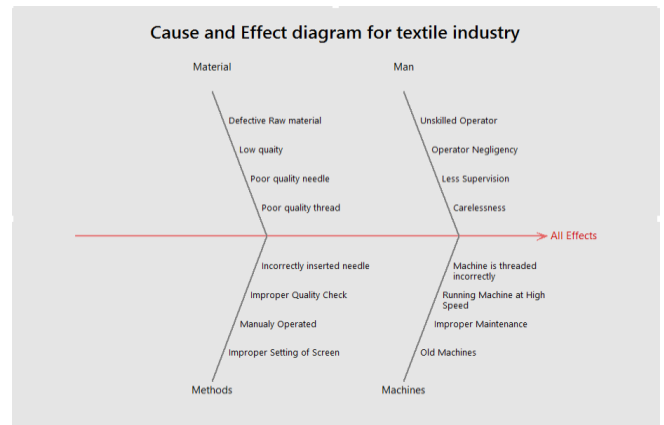 Cause and Effect diagram for textile industry
Material
Man
Defective Raw material
Unskilled Operator
Low quaity
Operator Negligency
Poor quality needle
Less Supervision
Poor quality thread
Carelessness
All Effects
Incorrectly inserted needle
Machine is threaded
incorrectly
Improper Quality Check
Running Machine at High
Speed
Manualy Operated
Improper Maintenance
Improper Setting of Screen
Old Machines
Methods
Machines